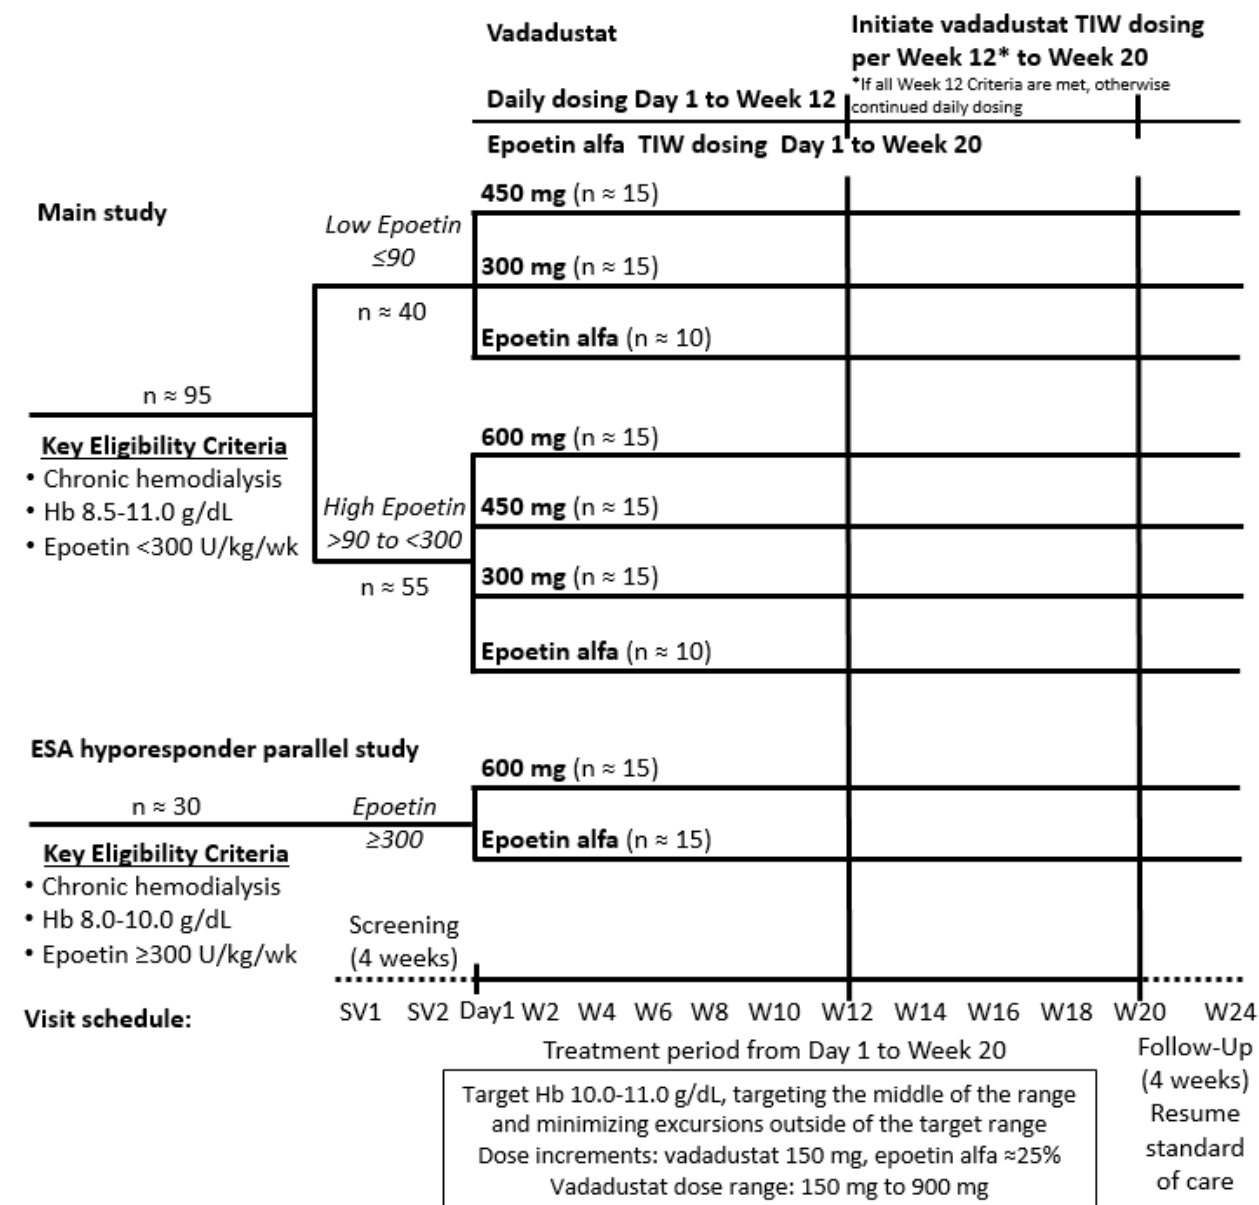 Vadadustat
Initiate vadadustat TIW dosing
per Week 12* to Week 20
*If all Week 12 Criteria are met, otherwise
continued daily dosing
Daily dosing Day 1 to Week 12
Epoetin alfa TIW dosing Day 1 to Week 20
Main study
Low Epoetin
≤90
n ≈ 40
450 mg (n ≈ 15)
300 mg (n ≈ 15)
Epoetin alfa (n ≈ 10)
n ≈ 95
Key Eligibility Criteria
• Chronic hemodialysis
• Hb 8.5-11.0 g/dL
• Epoetin <300 U/kg/wk
High Epoetin
>90 to <300
n ≈ 55
600 mg (n ≈ 15)
450 mg (n ≈ 15)
300 mg (n ≈ 15)
Epoetin alfa (n ≈ 10)
ESA hyporesponder parallel study
n ≈ 30
Epoetin
≥300
600 mg (n ≈ 15)
Epoetin alfa (n ≈ 15)
Key Eligibility Criteria
• Chronic hemodialysis
• Hb 8.0-10.0 g/dL
• Epoetin ≥300 U/kg/wk
Screening
(4 weeks)
Visit schedule:
SV1 SV2 Day1 W2 W4 W6 W8 W10 W12 W14 W16 W18 W20 W24
Treatment period from Day 1 to Week 20
Target Hb 10.0-11.0 g/dL, targeting the middle of the range
and minimizing excursions outside of the target range
Dose increments: vadadustat 150 mg, epoetin alfa ≈25%
Vadadustat dose range: 150 mg to 900 mg
Follow-Up
(4 weeks)
Resume
standard
of care